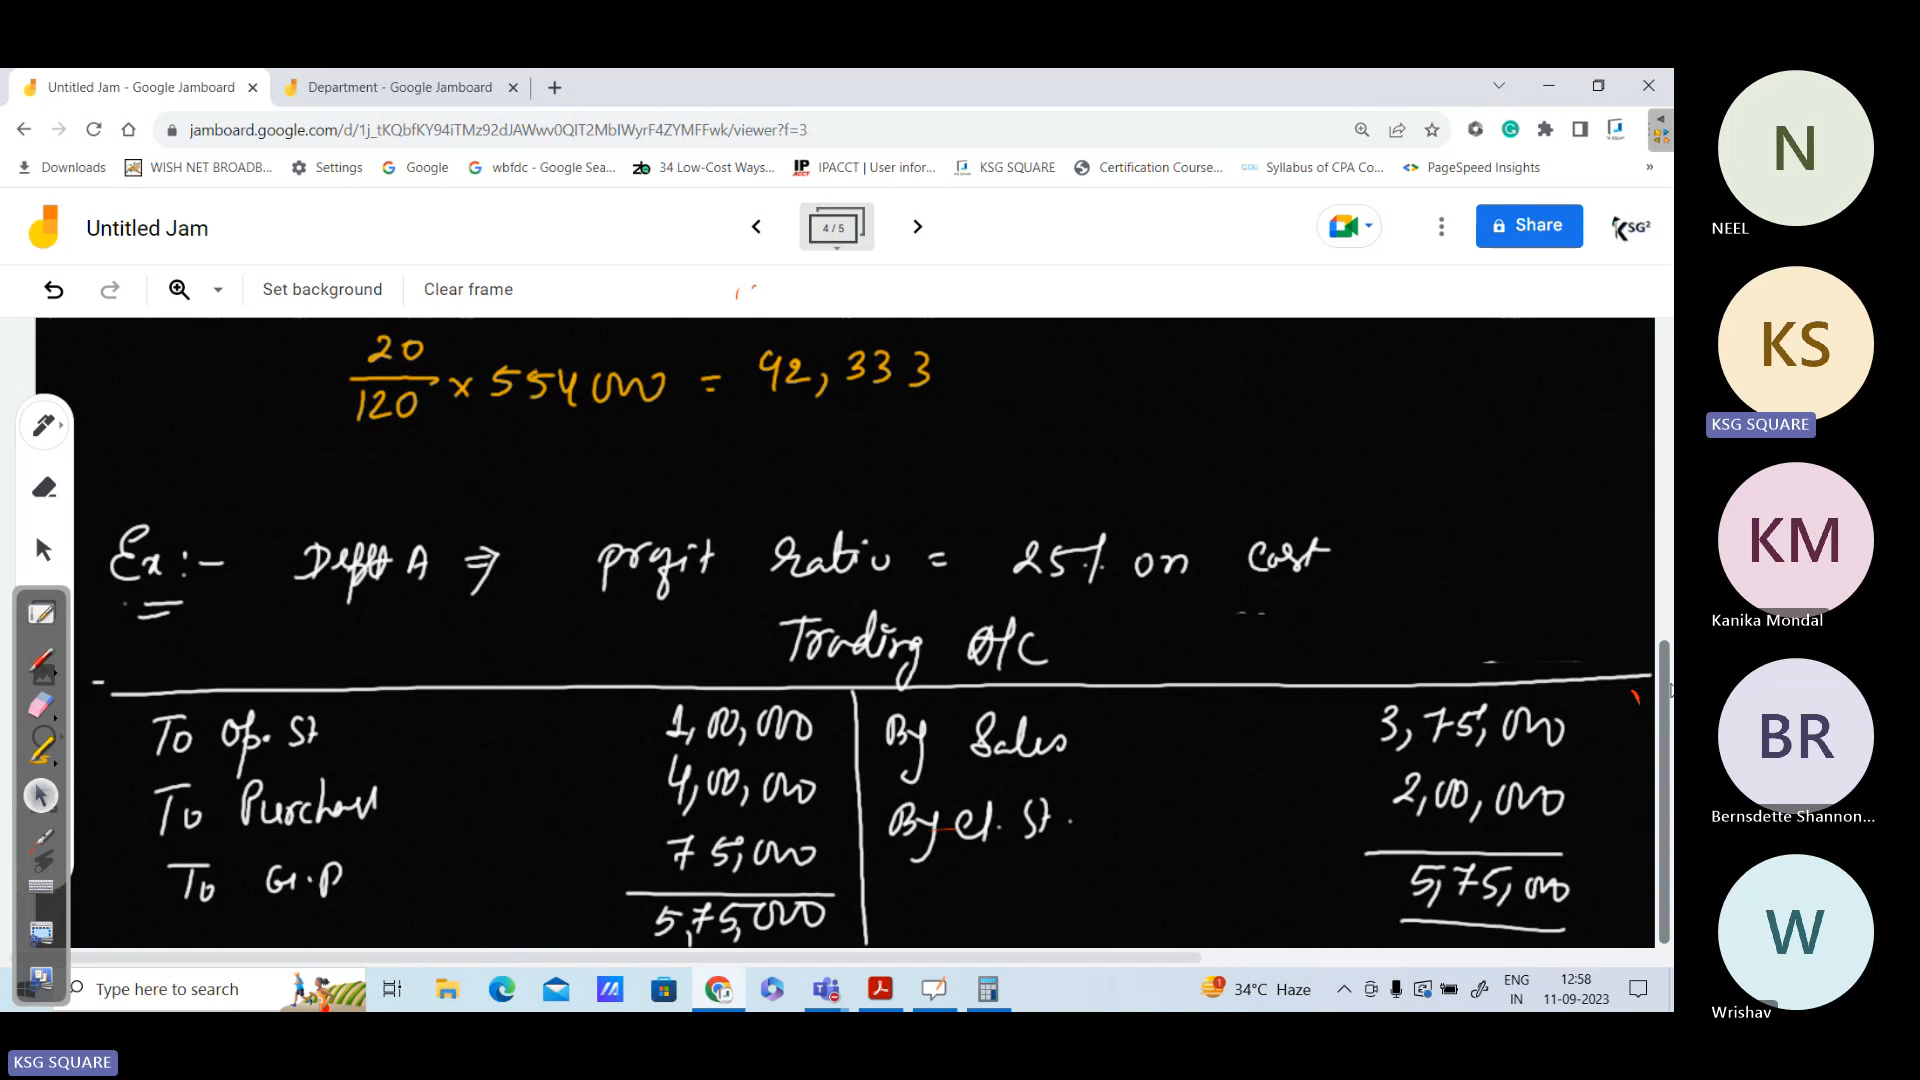 Untitled Jam - Google Jamboard
Department - Google Jamboard
jamboard.google.com/d/1j_tKQbfKY94iTMz92dJAWwv0QIT2MbIWyrF4ZYMFFwk/viewer?f=3
Downloads
WISH NET BROADB...
Settings
Google
wbfdc - Google Sea...
34 Low-Cost Ways...
IPACCT | User infor...
KSG SQUARE
Certification Course...
Syllabus of CPA Co...
PageSpeed Insights
»
Untitled Jam
4 / 5
Share
KSG²
Set background
Clear frame
20
120 × 554000 = 92,333
Ex:- Deptt A ⇒ profit ratio = 25% on cost
Trading A/C
To Op. St 1,00,000 By Sales 3,75,000
To Purchase 4,00,000 By Cl. St. 2,00,000
To G.P 75,000
5,75,000 5,75,000
Type here to search
34°C Haze
ENG
IN
12:58
11-09-2023
N
NEEL
KS
KSG SQUARE
KM
Kanika Mondal
BR
Bernsdette Shannon...
W
Wrishav
KSG SQUARE